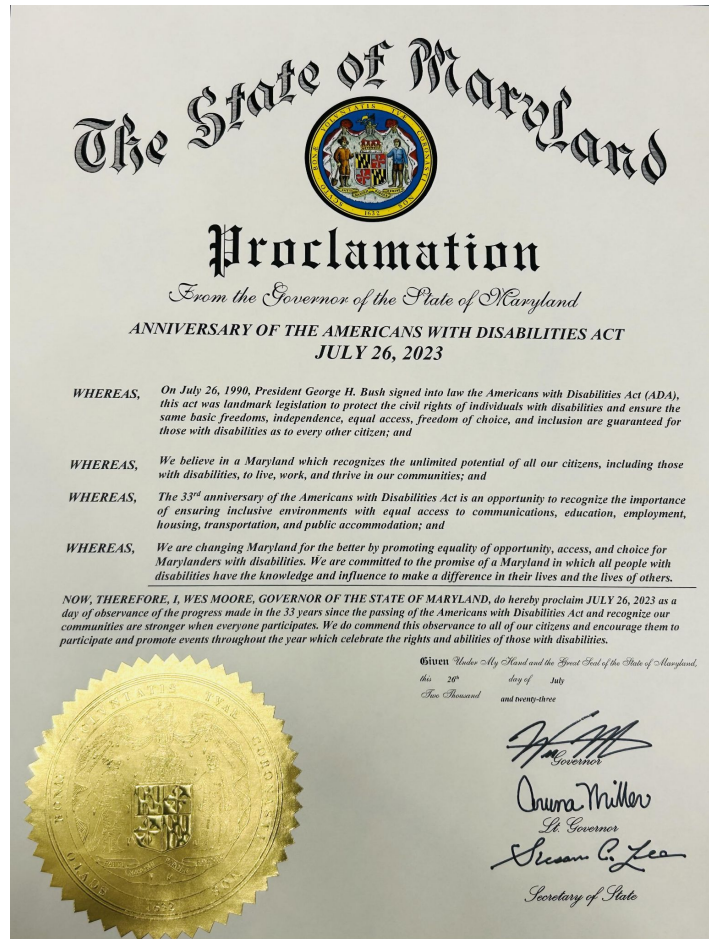 The State of Maryland
SCUTO BONÆ VOLUNTATIS TVÆ CORONASTI NOS
1632
Proclamation
From the Governor of the State of Maryland
ANNIVERSARY OF THE AMERICANS WITH DISABILITIES ACT
JULY 26, 2023
WHEREAS, On July 26, 1990, President George H. Bush signed into law the Americans with Disabilities Act (ADA),
this act was landmark legislation to protect the civil rights of individuals with disabilities and ensure the
same basic freedoms, independence, equal access, freedom of choice, and inclusion are guaranteed for
those with disabilities as to every other citizen; and
WHEREAS, We believe in a Maryland which recognizes the unlimited potential of all our citizens, including those
with disabilities, to live, work, and thrive in our communities; and
WHEREAS, The 33rd anniversary of the Americans with Disabilities Act is an opportunity to recognize the importance
of ensuring inclusive environments with equal access to communications, education, employment,
housing, transportation, and public accommodation; and
WHEREAS, We are changing Maryland for the better by promoting equality of opportunity, access, and choice for
Marylanders with disabilities. We are committed to the promise of a Maryland in which all people with
disabilities have the knowledge and influence to make a difference in their lives and the lives of others.
NOW, THEREFORE, I, WES MOORE, GOVERNOR OF THE STATE OF MARYLAND, do hereby proclaim JULY 26, 2023 as a
day of observance of the progress made in the 33 years since the passing of the Americans with Disabilities Act and recognize our
communities are stronger when everyone participates. We do commend this observance to all of our citizens and encourage them to
participate and promote events throughout the year which celebrate the rights and abilities of those with disabilities.
Given Under My Hand and the Great Seal of the State of Maryland,
this 26th day of July
Two Thousand and twenty-three
Governor
Aruna Miller
Lt. Governor
Susan C. Lee
Secretary of State